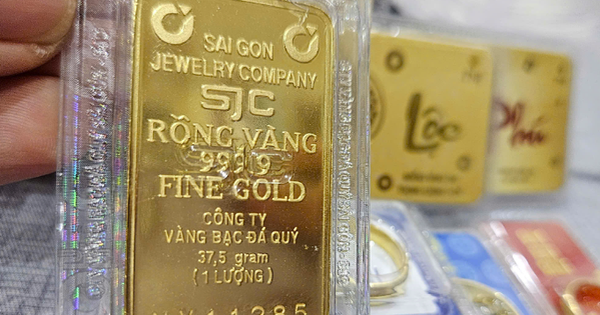 SAIGON
JEWELRY COMPANY
SJC
RỒNG VÀNG
999.9
FINE GOLD
CÔNG TY
VÀNG BẠC ĐÁ QUÝ
37,5 gram
(1 LƯỢNG)
Lộc
Phú